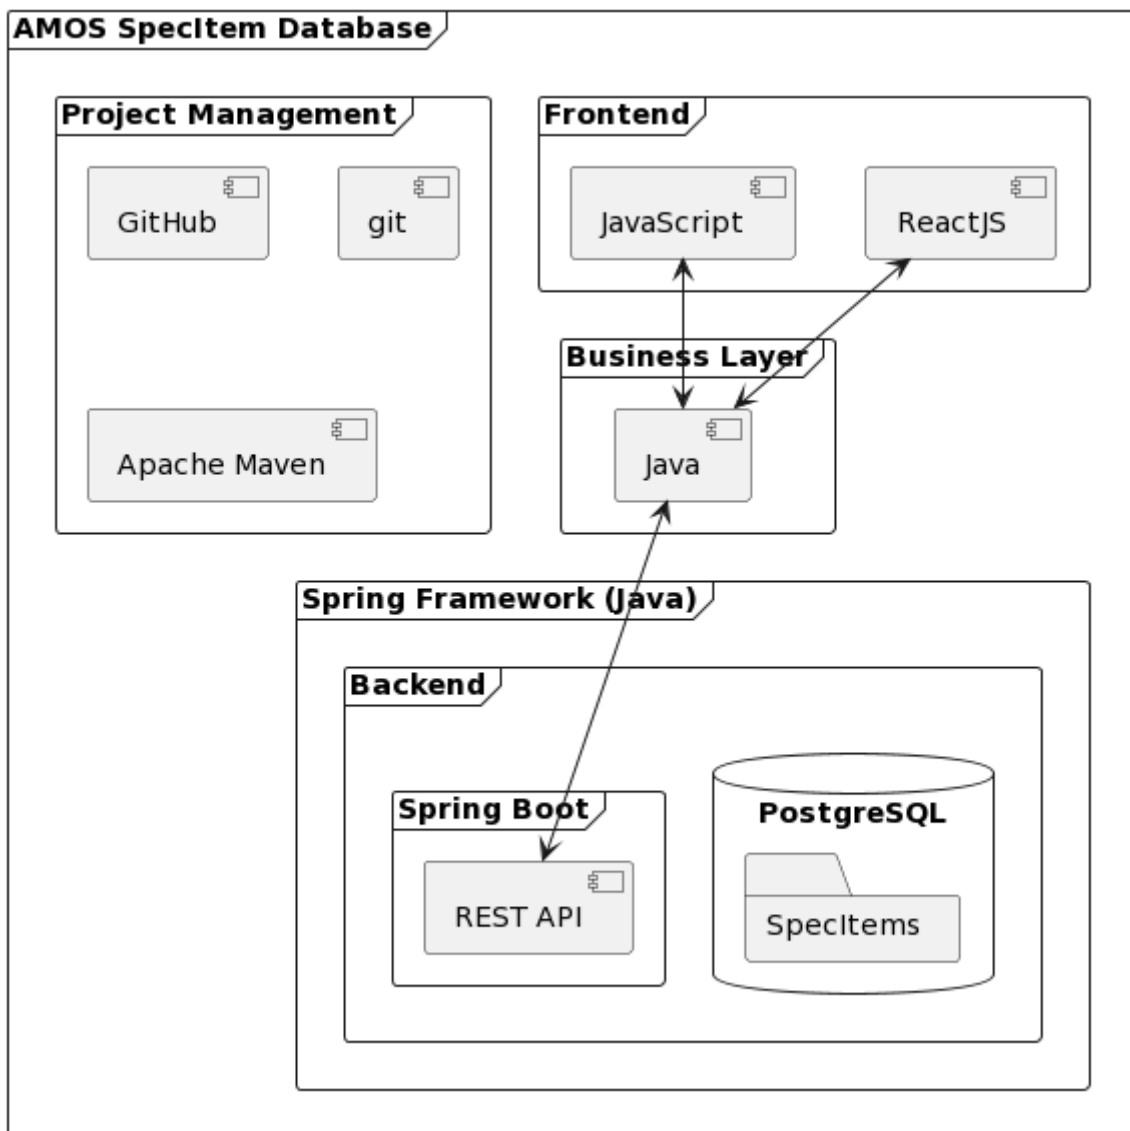 AMOS SpecItem Database
Project Management
GitHub
git
Apache Maven
Frontend
JavaScript
ReactJS
Business Layer
Java
Spring Framework (Java)
Backend
Spring Boot
REST API
PostgreSQL
SpecItems